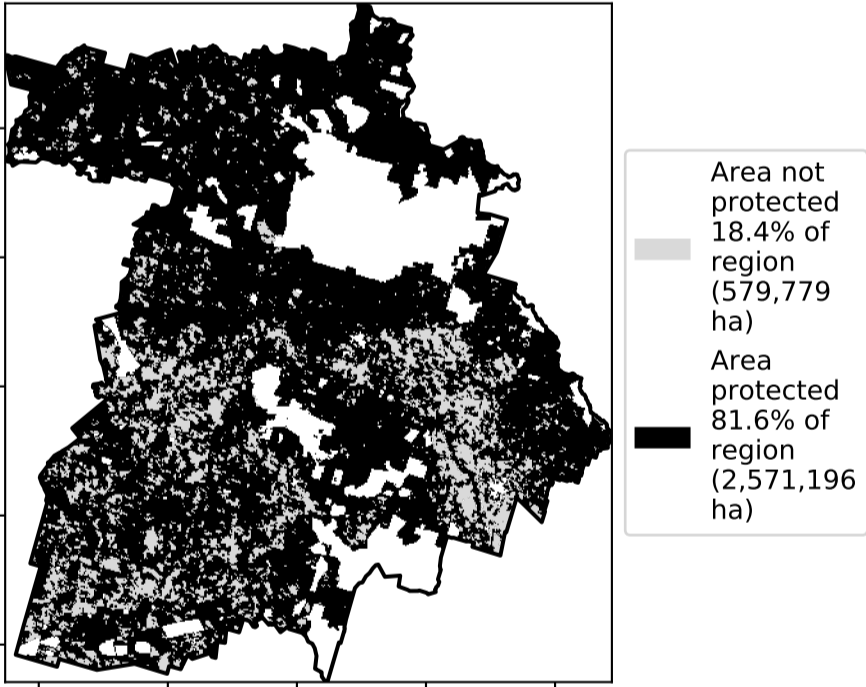 Area not
protected
18.4% of
region
(579,779
ha)
Area
protected
81.6% of
region
(2,571,196
ha)